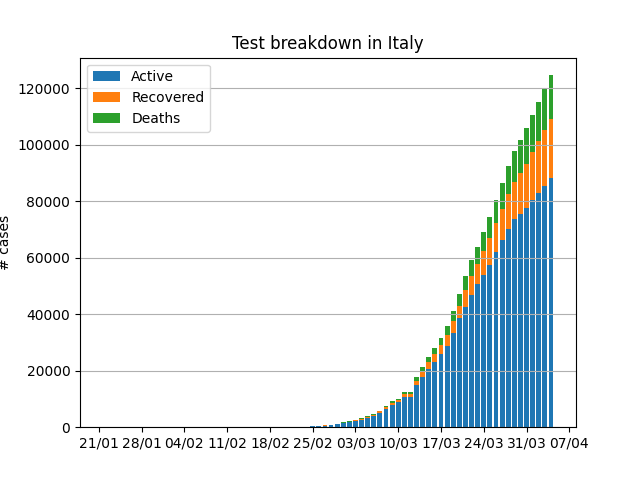 Test breakdown in Italy
Active
Recovered
Deaths
120000
100000
80000
60000
40000
20000
0
# cases
21/01 28/01 04/02 11/02 18/02 25/02 03/03 10/03 17/03 24/03 31/03 07/04